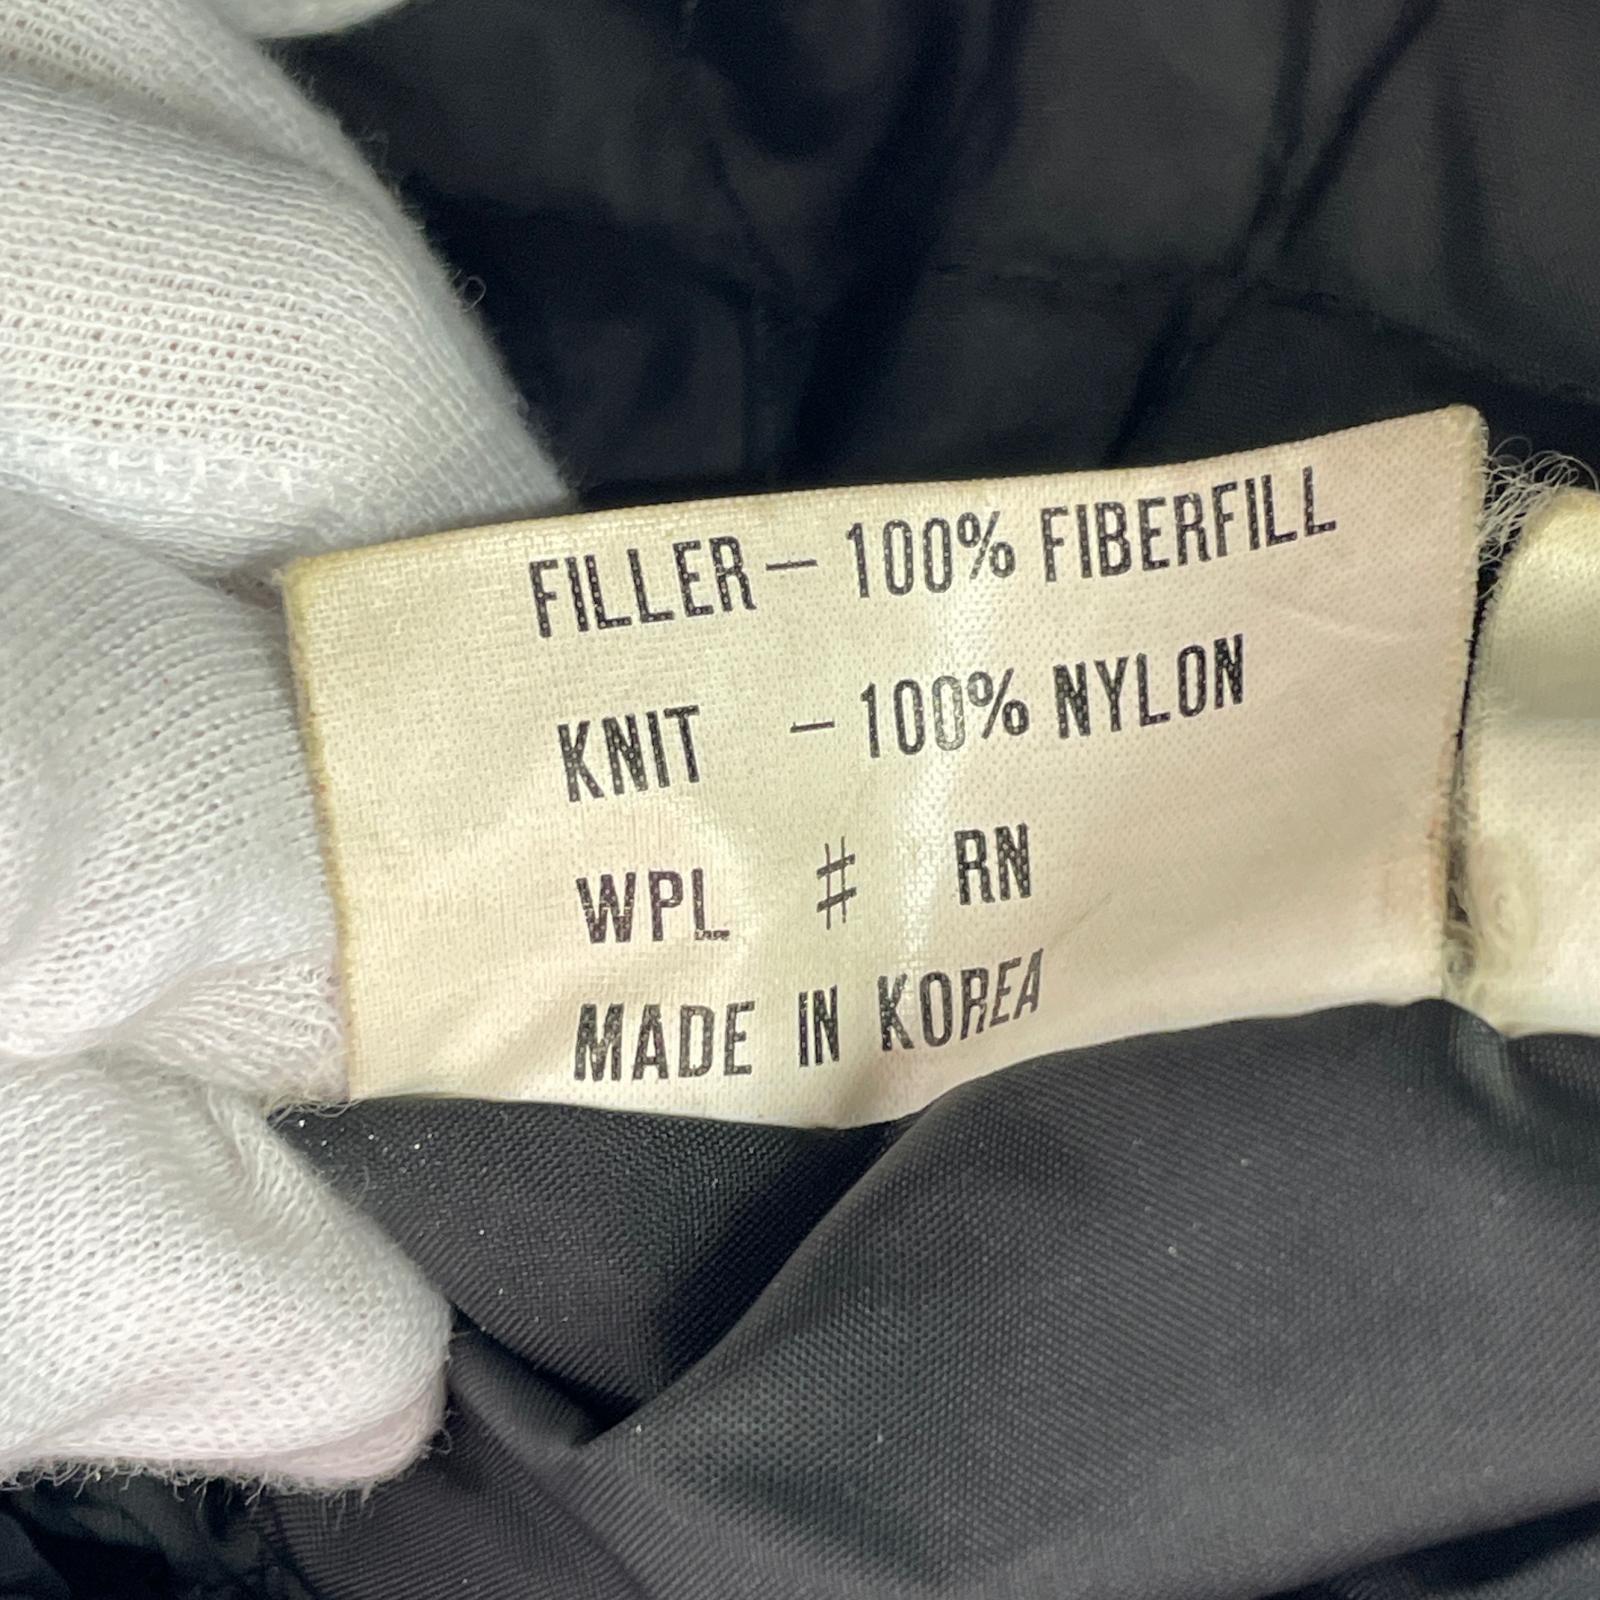 FILLER - 100% FIBERFILL
KNIT - 100% NYLON
WPL # RN
MADE IN KOREA